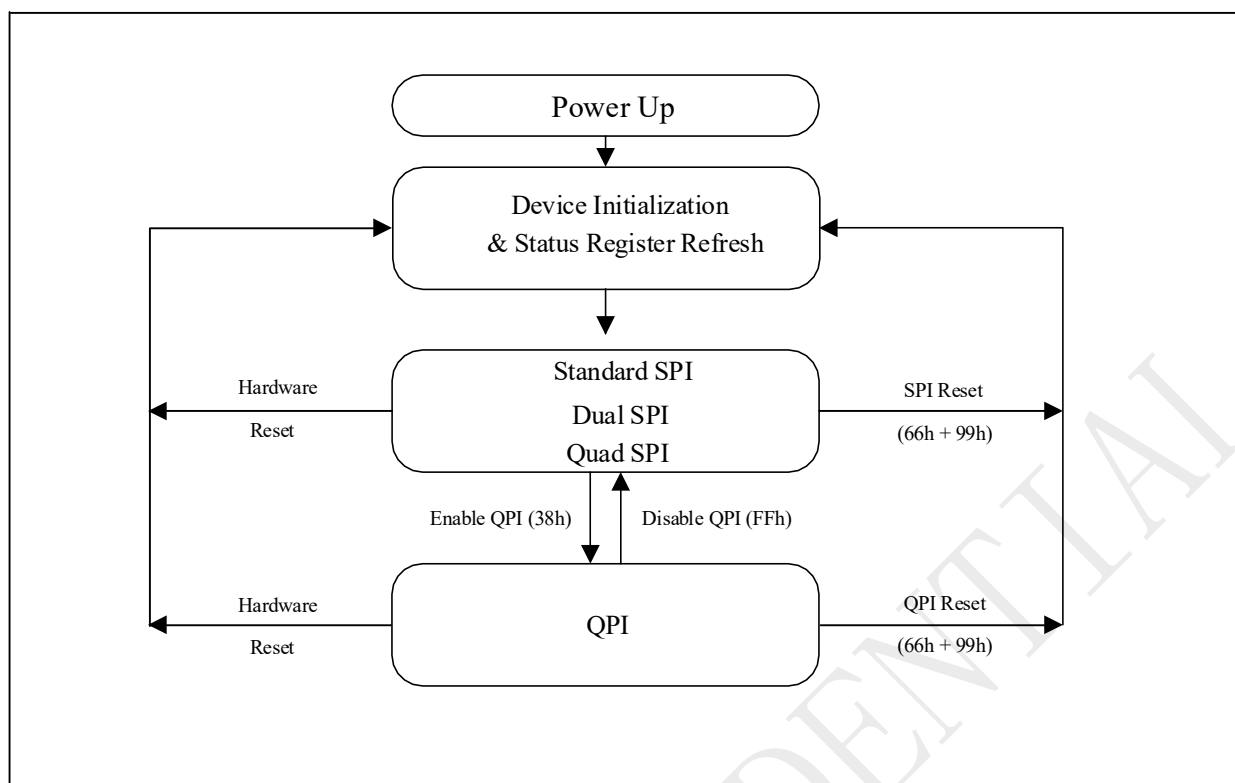 Power Up
Device Initialization
& Status Register Refresh
Standard SPI
Dual SPI
Quad SPI
Hardware
Reset
SPI Reset
(66h + 99h)
Enable QPI (38h)
Disable QPI (FFh)
QPI
Hardware
Reset
QPI Reset
(66h + 99h)
DENTIAI